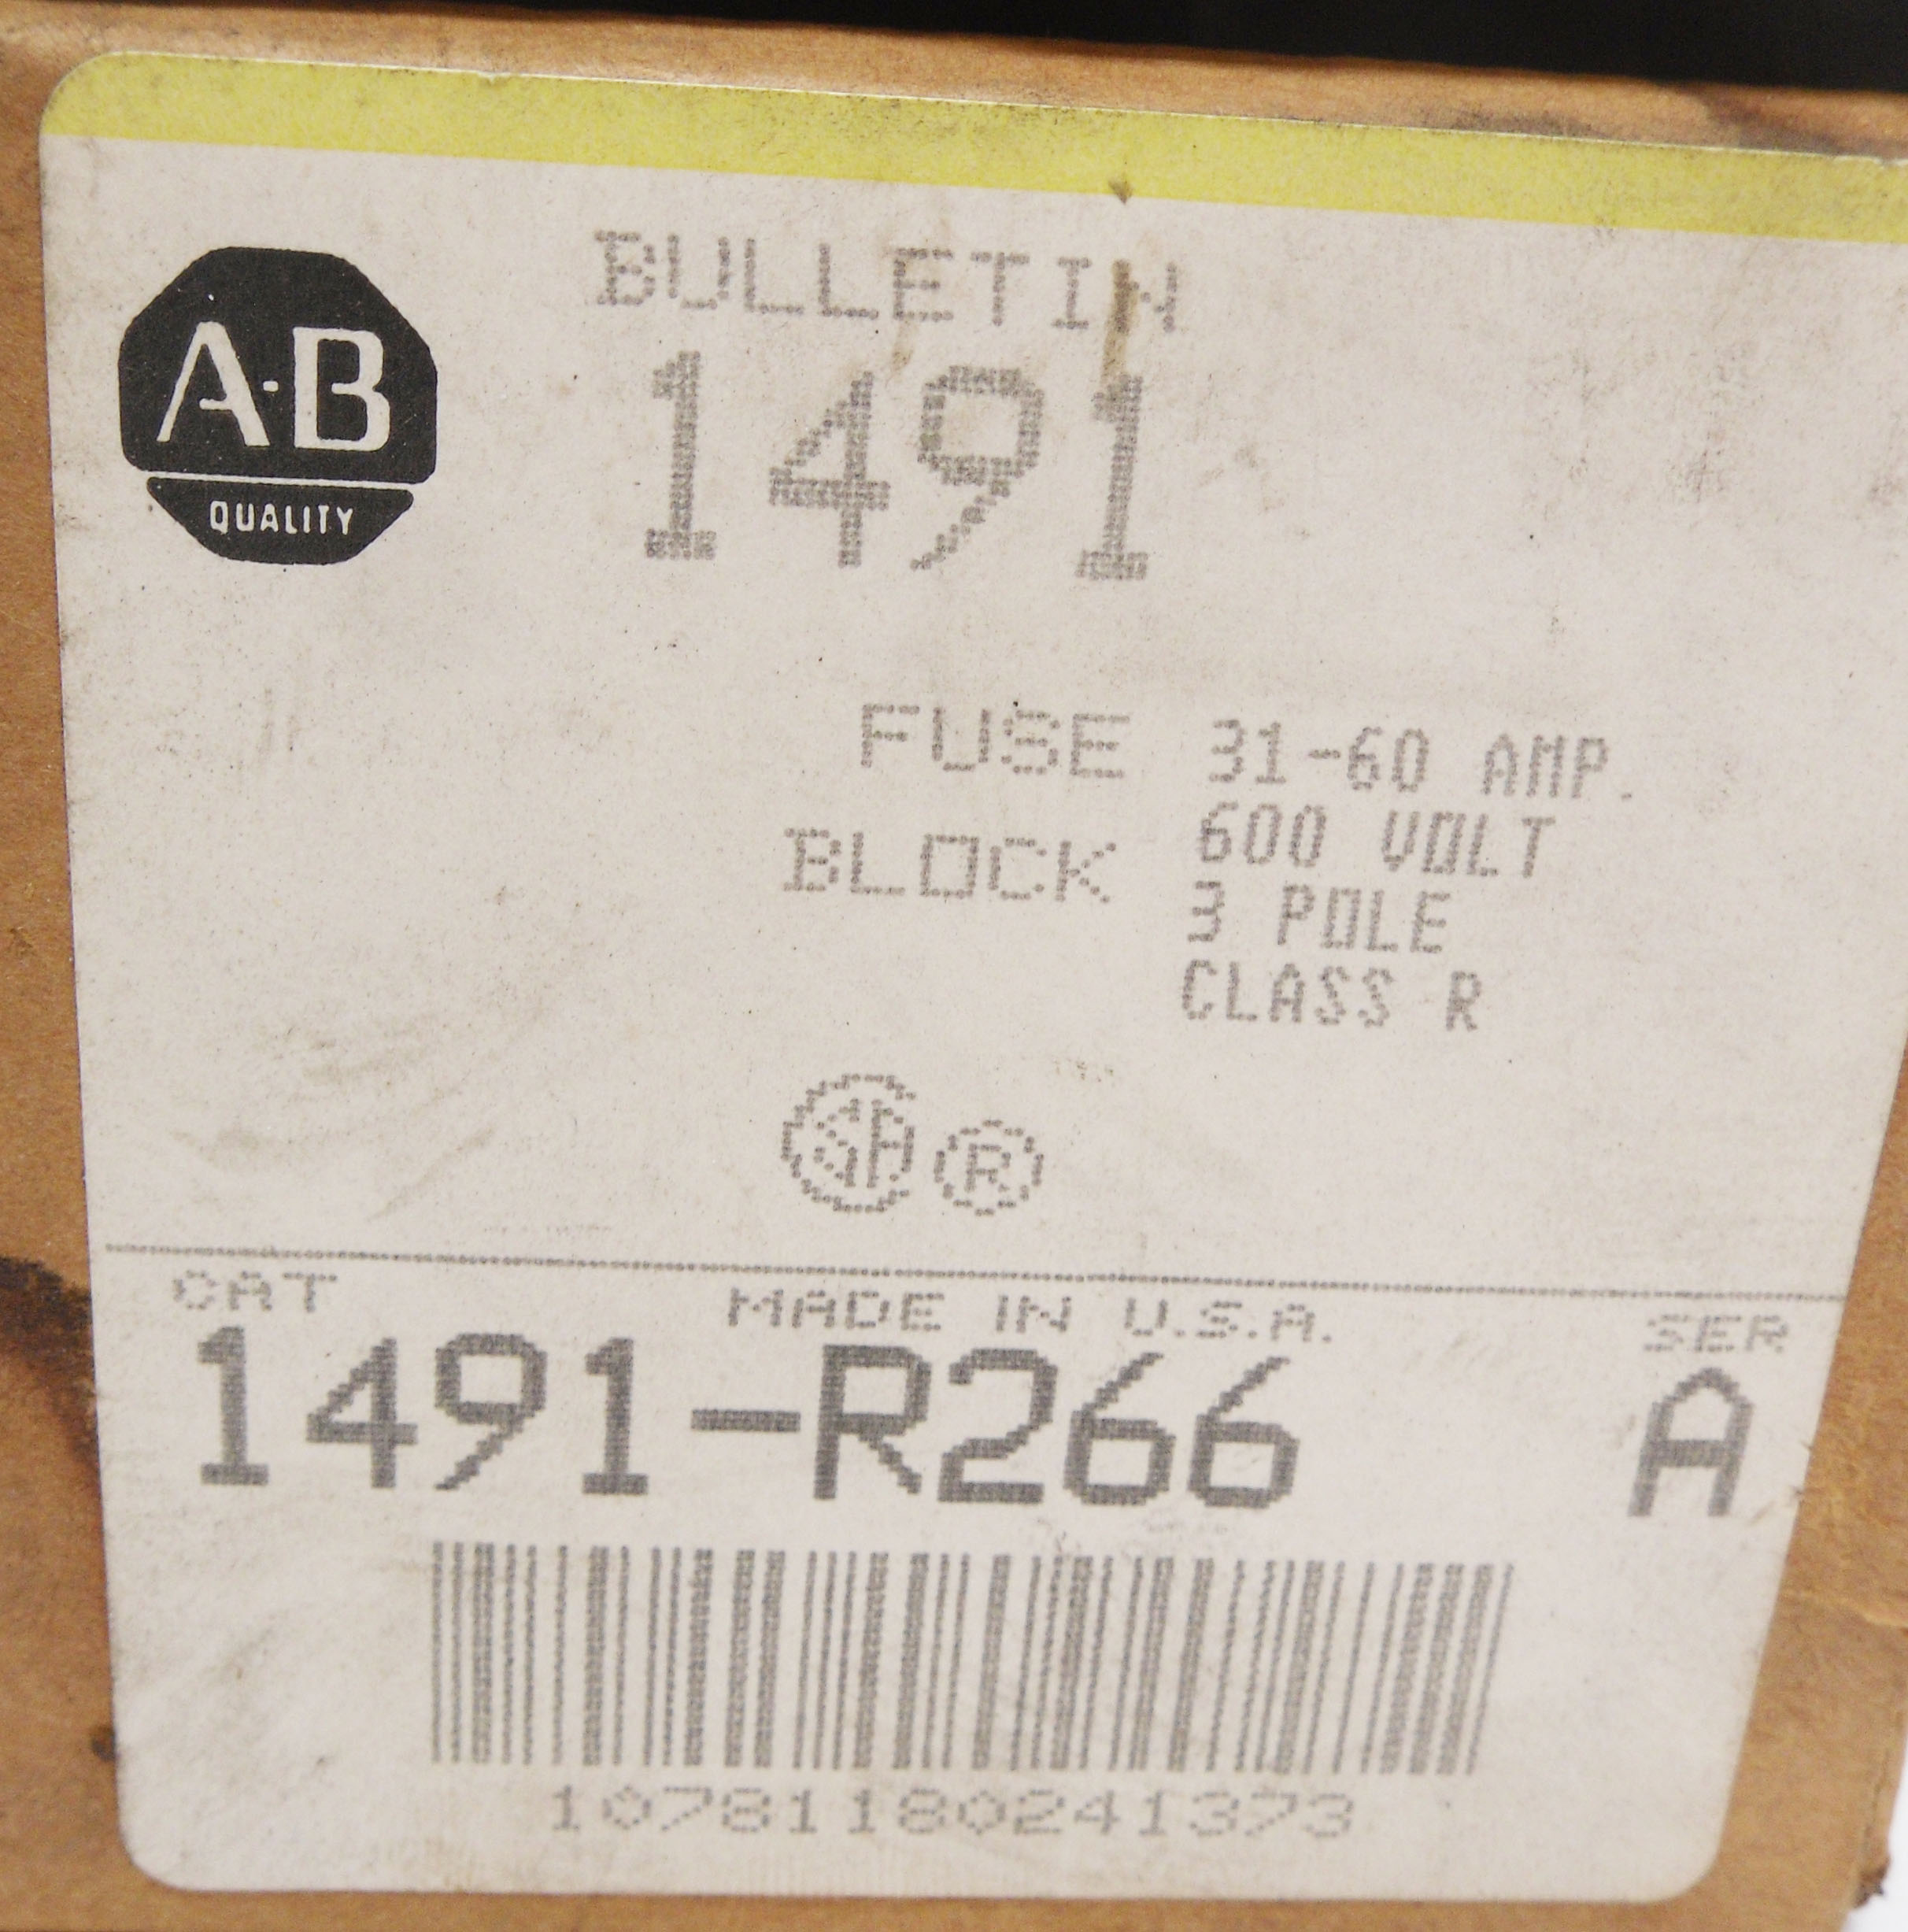 A-B
QUALITY
BULLETIN
1491
FUSE
BLOCK
31-60 AMP.
600 VOLT
3 POLE
CLASS R
SA ®
CAT
MADE IN U.S.A.
SER
1491-R266
A
10781180241373